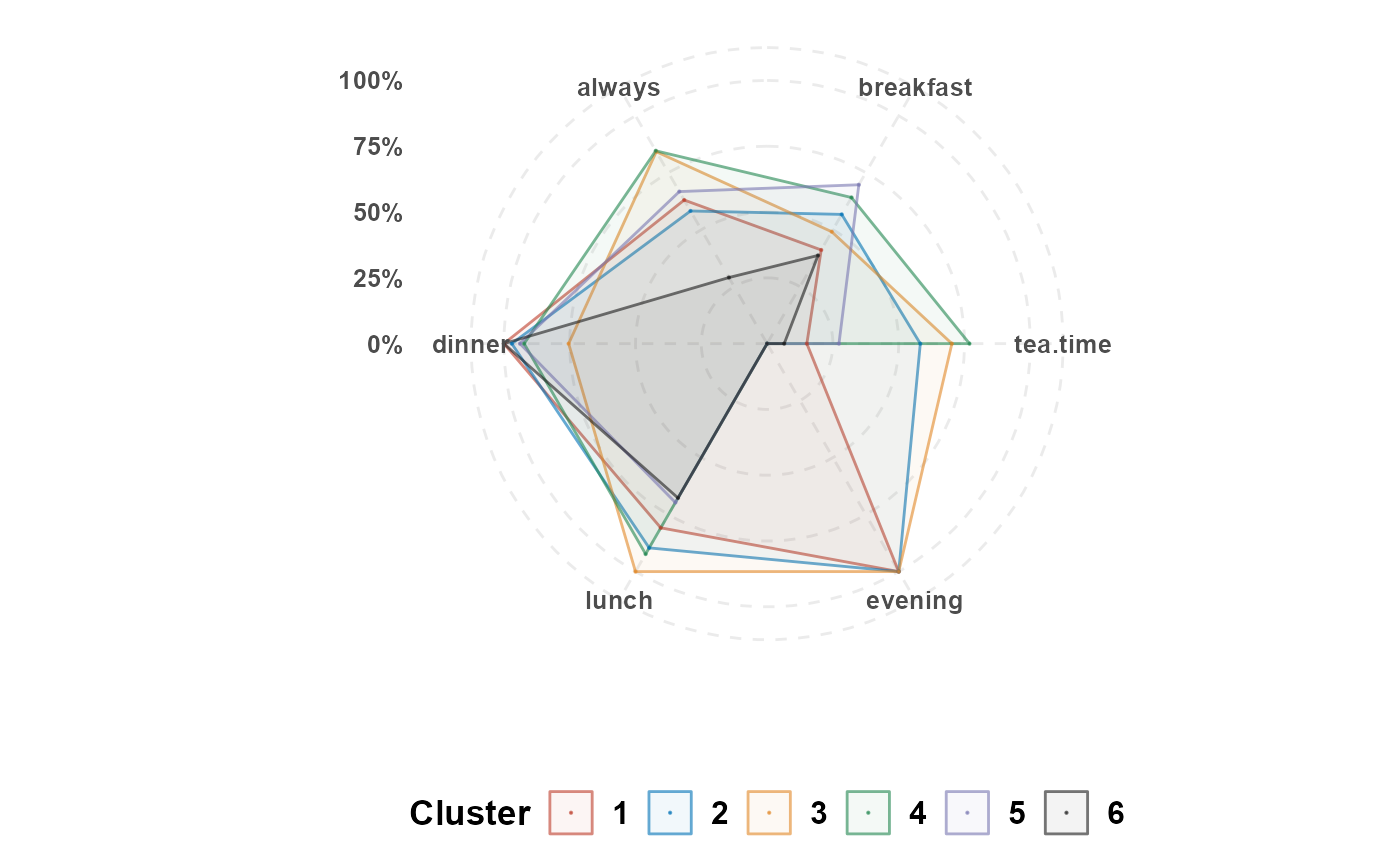 100%
always
breakfast
75%
50%
25%
0%
dinner
tea.time
lunch
evening
Cluster 1 2 3 4 5 6